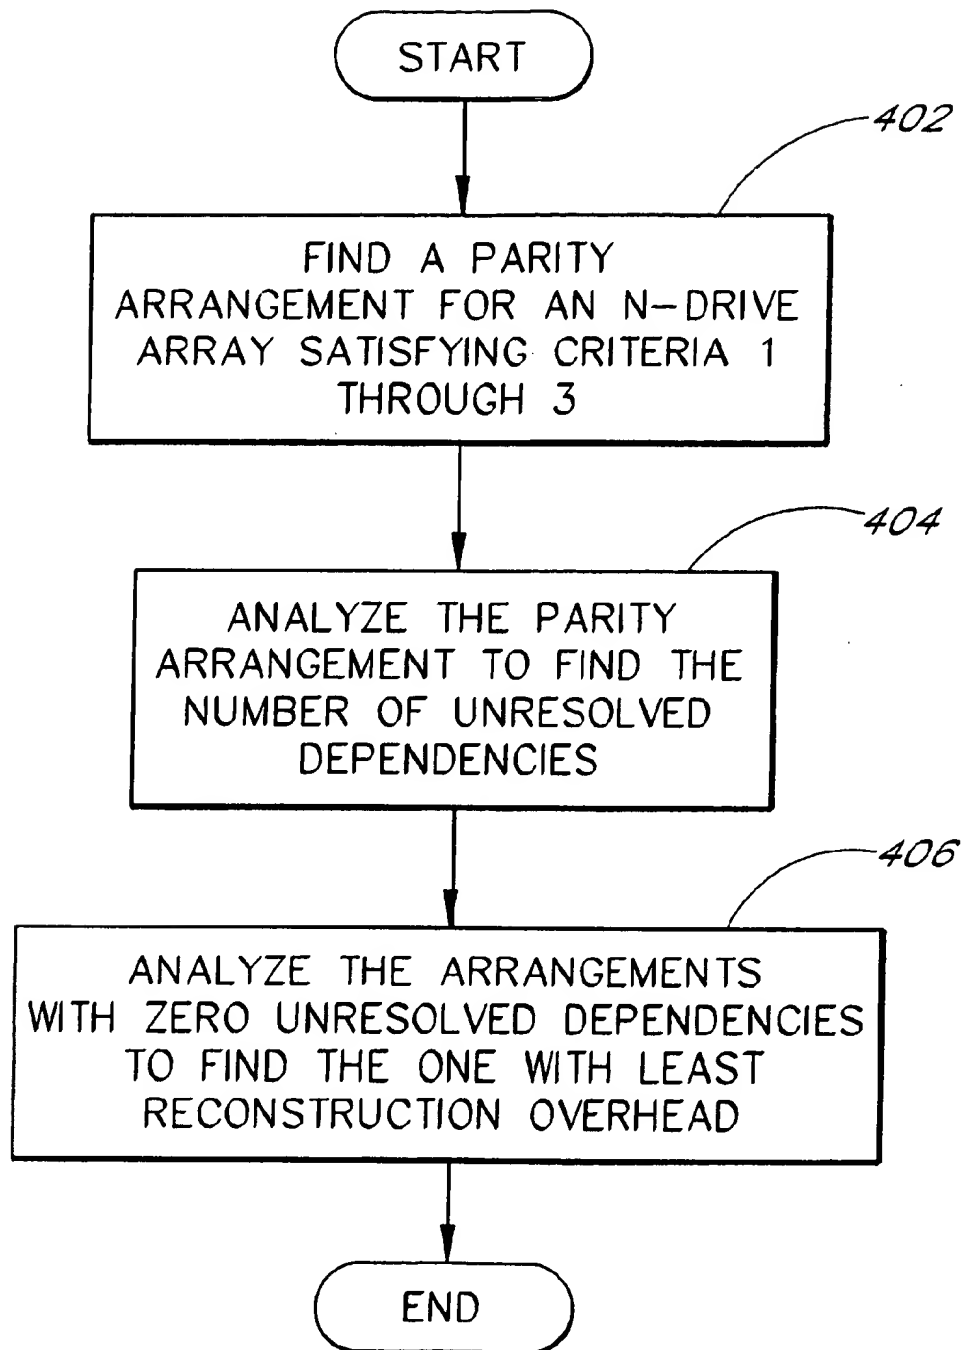 START
402
FIND A PARITY
ARRANGEMENT FOR AN N-DRIVE
ARRAY SATISFYING CRITERIA 1
THROUGH 3
404
ANALYZE THE PARITY
ARRANGEMENT TO FIND THE
NUMBER OF UNRESOLVED
DEPENDENCIES
406
ANALYZE THE ARRANGEMENTS
WITH ZERO UNRESOLVED DEPENDENCIES
TO FIND THE ONE WITH LEAST
RECONSTRUCTION OVERHEAD
END